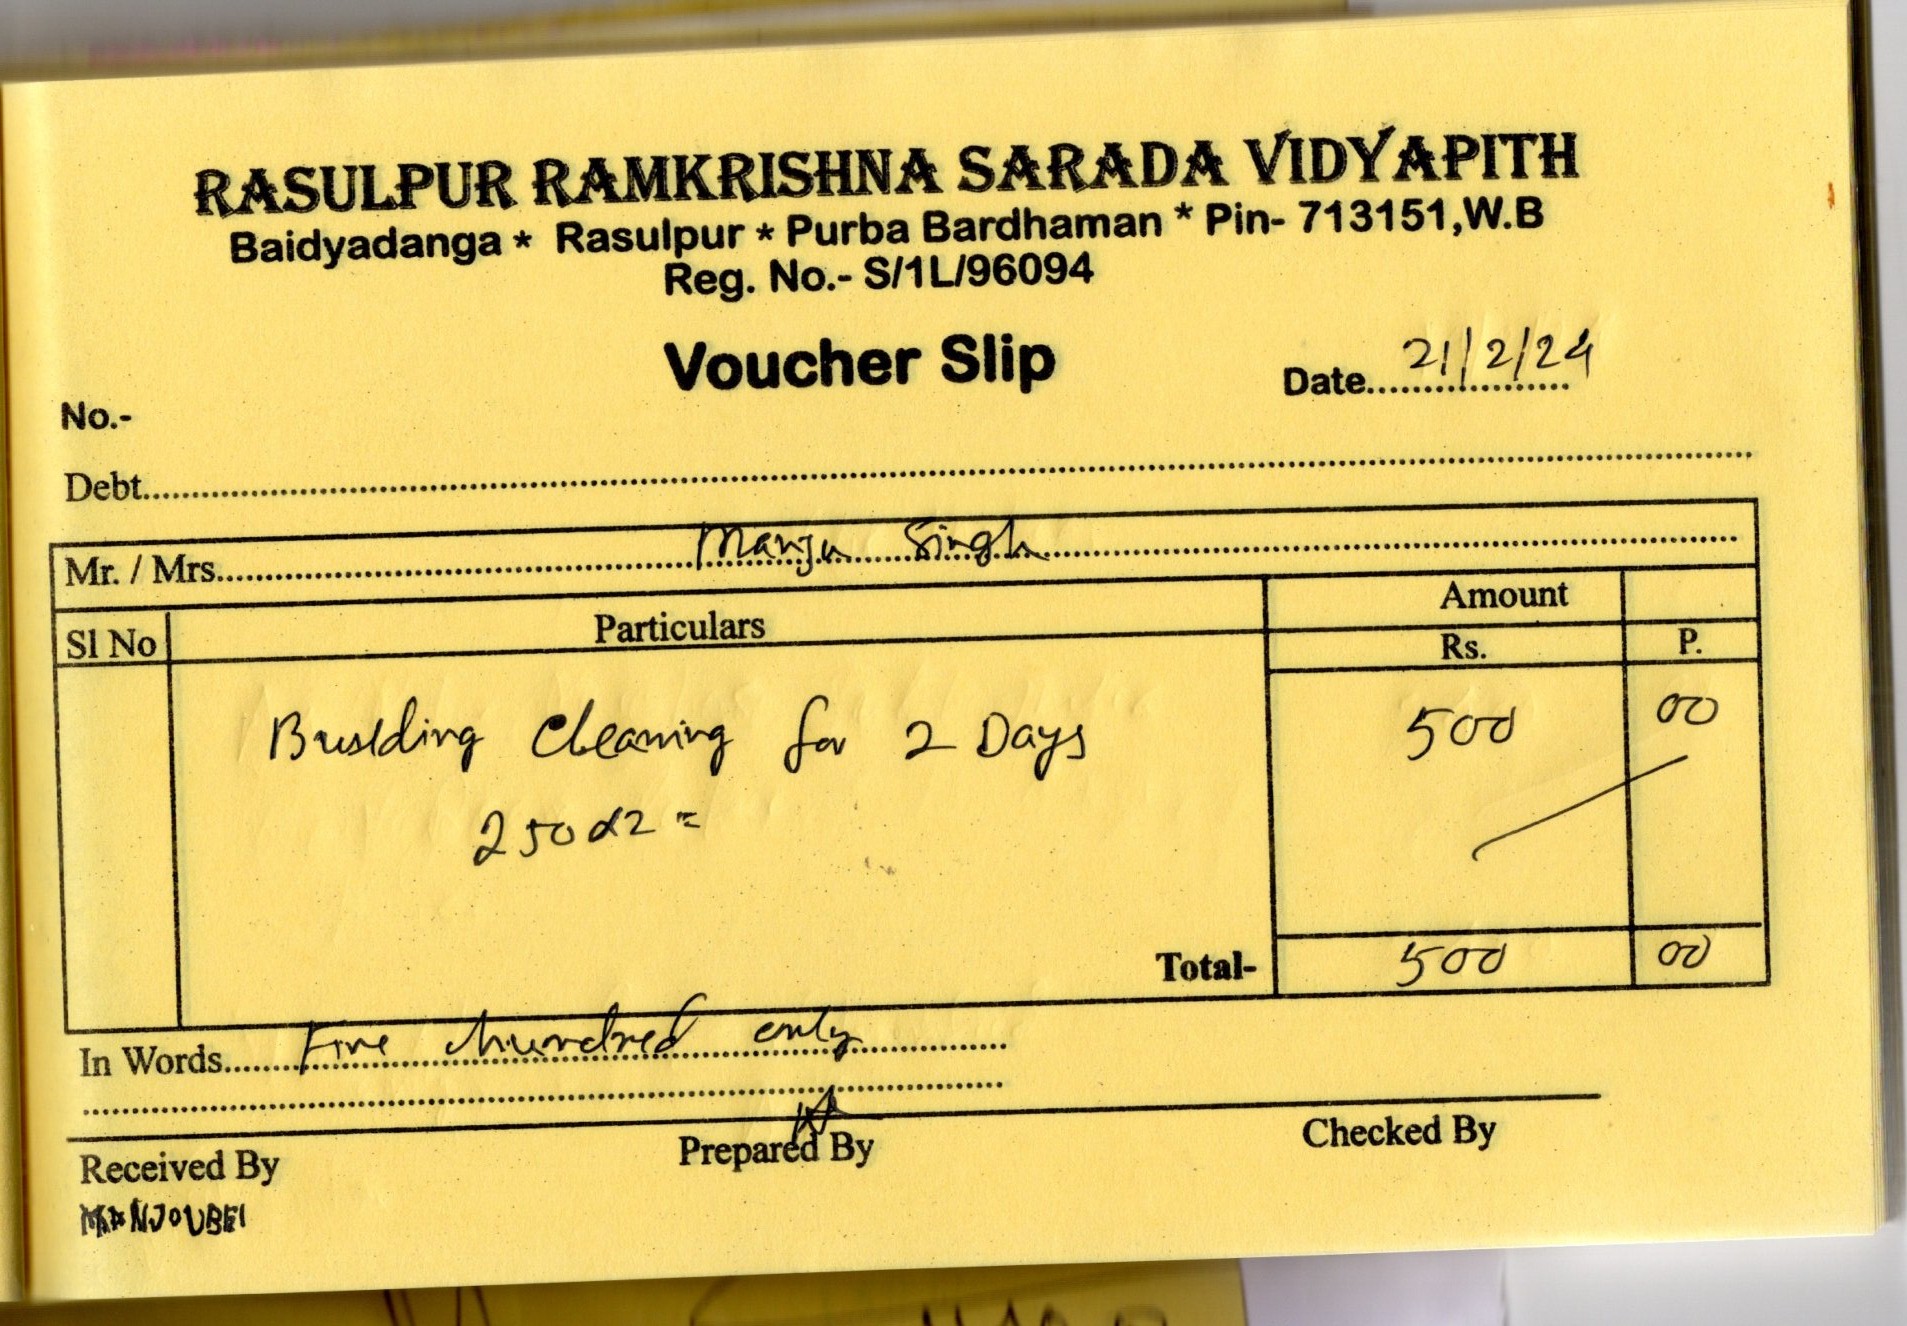 RASULPUR RAMKRISHNA SARADA VIDYAPITH
Baidyadanga * Rasulpur * Purba Bardhaman * Pin- 713151,W.B
Reg. No.- S/1L/96094
Voucher Slip
Date 21/2/24
No.-
Debt
Mr. / Mrs. Manju Singh
Sl No Particulars Amount
Rs. P.
Building Cleaning for 2 Days 500 00
250x2 =
Total- 500 00
In Words Five hundred only
Received By Prepared By Checked By
MANJOUBEI